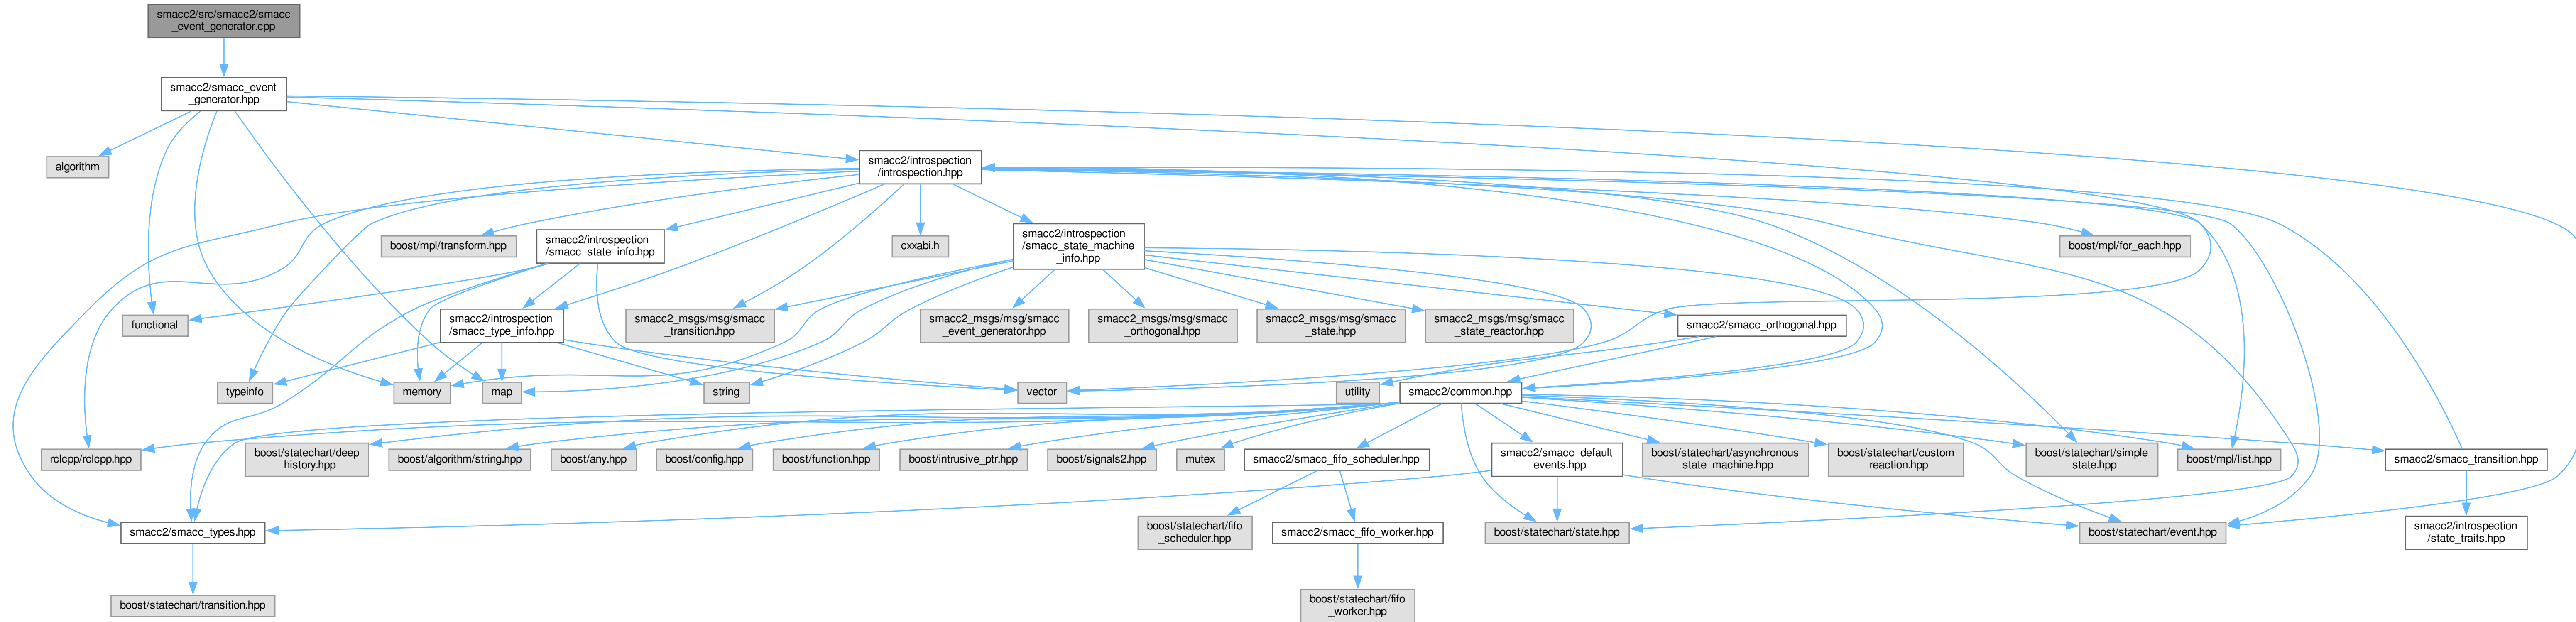 smacc2/src/smacc2/smacc
_event_generator.cpp
smacc2/smacc_event
_generator.hpp
algorithm
smacc2/introspection
/introspection.hpp
boost/mpl/transform.hpp
smacc2/introspection
/smacc_state_info.hpp
cxxabi.h
smacc2/introspection
/smacc_state_machine
_info.hpp
boost/mpl/for_each.hpp
functional
smacc2/introspection
/smacc_type_info.hpp
smacc2_msgs/msg/smacc
_transition.hpp
smacc2_msgs/msg/smacc
_event_generator.hpp
smacc2_msgs/msg/smacc
_orthogonal.hpp
smacc2_msgs/msg/smacc
_state.hpp
smacc2_msgs/msg/smacc
_state_reactor.hpp
smacc2/smacc_orthogonal.hpp
typeinfo
memory
map
string
vector
utility
smacc2/common.hpp
rclcpp/rclcpp.hpp
boost/statechart/deep
_history.hpp
boost/algorithm/string.hpp
boost/any.hpp
boost/config.hpp
boost/function.hpp
boost/intrusive_ptr.hpp
boost/signals2.hpp
mutex
smacc2/smacc_fifo_scheduler.hpp
smacc2/smacc_default
_events.hpp
boost/statechart/asynchronous
_state_machine.hpp
boost/statechart/custom
_reaction.hpp
boost/statechart/simple
_state.hpp
boost/mpl/list.hpp
smacc2/smacc_transition.hpp
smacc2/smacc_types.hpp
boost/statechart/fifo
_scheduler.hpp
smacc2/smacc_fifo_worker.hpp
boost/statechart/state.hpp
boost/statechart/event.hpp
smacc2/introspection
/state_traits.hpp
boost/statechart/transition.hpp
boost/statechart/fifo
_worker.hpp